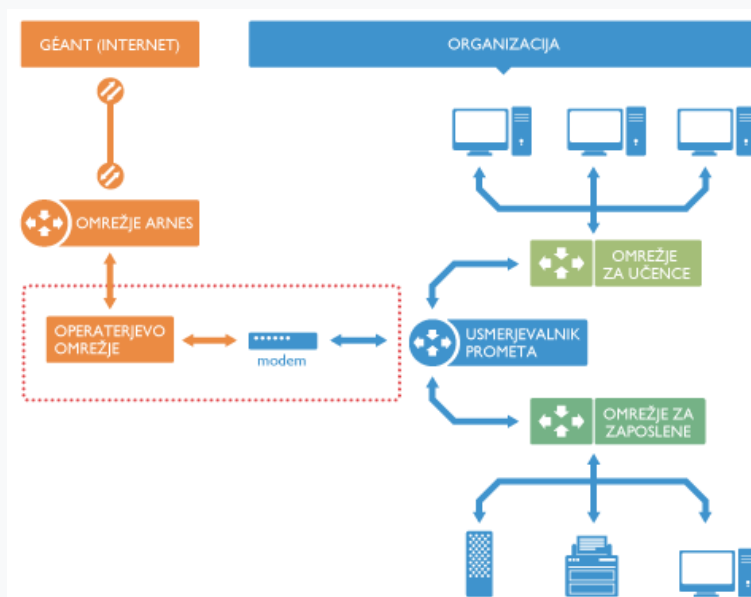 GÉANT (INTERNET)
ORGANIZACIJA
OMREŽJE ARNES
OMREŽJE
ZA UČENCE
OPERATERJEVO
OMREŽJE
modem
USMERJEVALNIK
PROMETA
OMREŽJE ZA
ZAPOSLENE